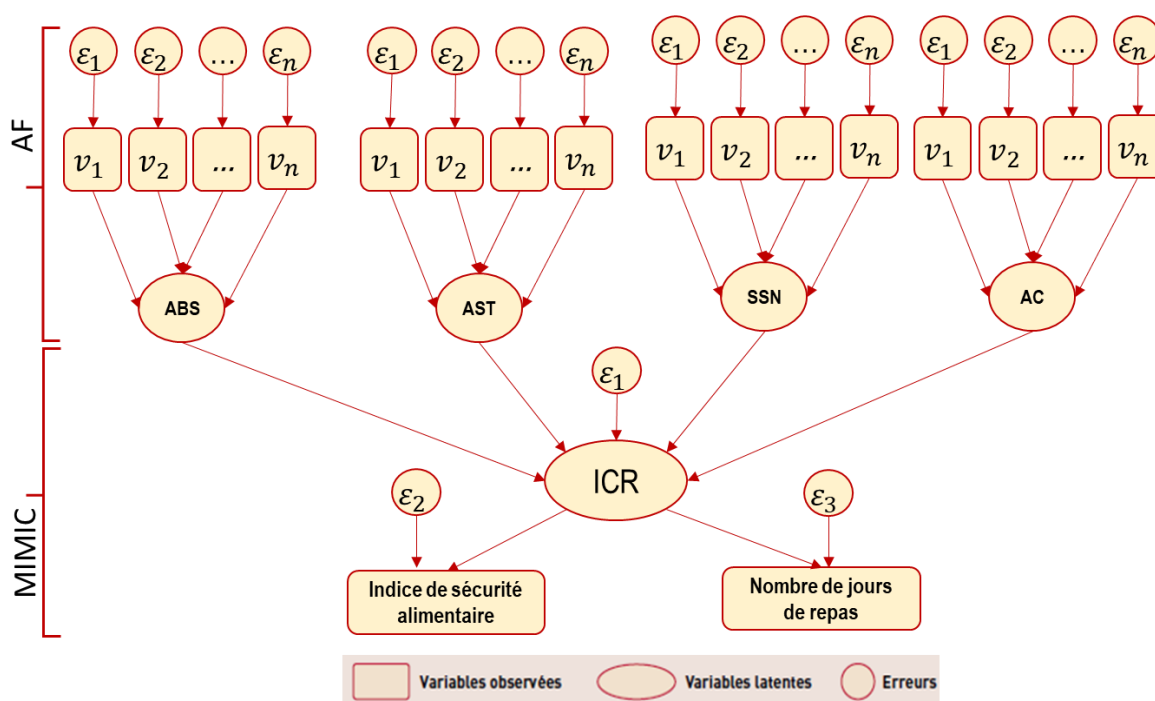 ε₁ ε₂ ... εₙ ε₁ ε₂ ... εₙ ε₁ ε₂ ... εₙ ε₁ ε₂ ... εₙ
AF
v₁ v₂ ... vₙ v₁ v₂ ... vₙ v₁ v₂ ... vₙ v₁ v₂ ... vₙ
ABS AST SSN AC
ε₁
MIMIC
ICR
ε₂ ε₃
Indice de sécurité
alimentaire
Nombre de jours
de repas
Variables observées Variables latentes Erreurs